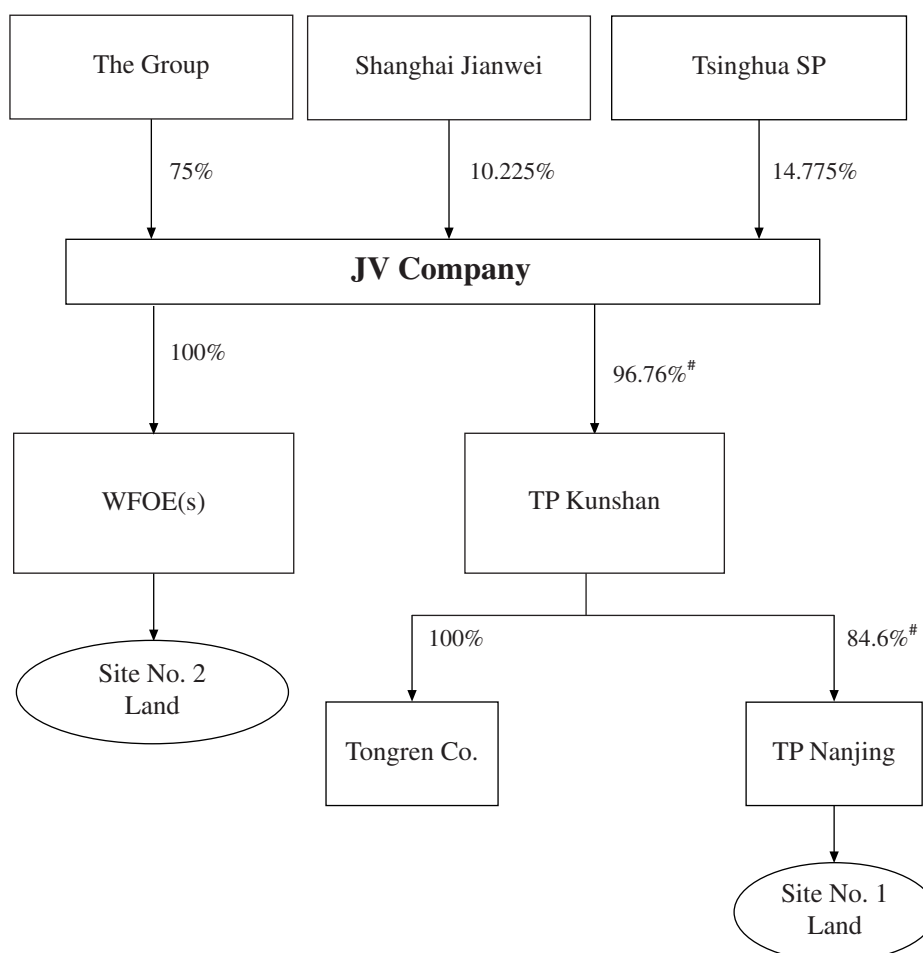 The Group
Shanghai Jianwei
Tsinghua SP
75%
10.225%
14.775%
JV Company
100%
96.76%#
WFOE(s)
TP Kunshan
100%
84.6%#
Site No. 2
Land
Tongren Co.
TP Nanjing
Site No. 1
Land